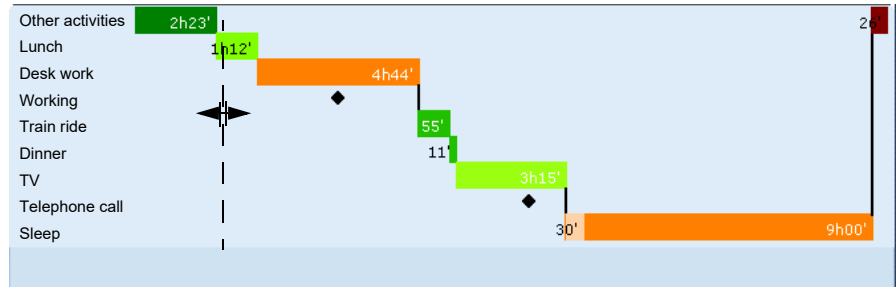 Other activities 2h23' 26'
Lunch 1h12'
Desk work 4h44'
Working
Train ride 55'
Dinner 11'
TV 3h15'
Telephone call
Sleep 30' 9h00'